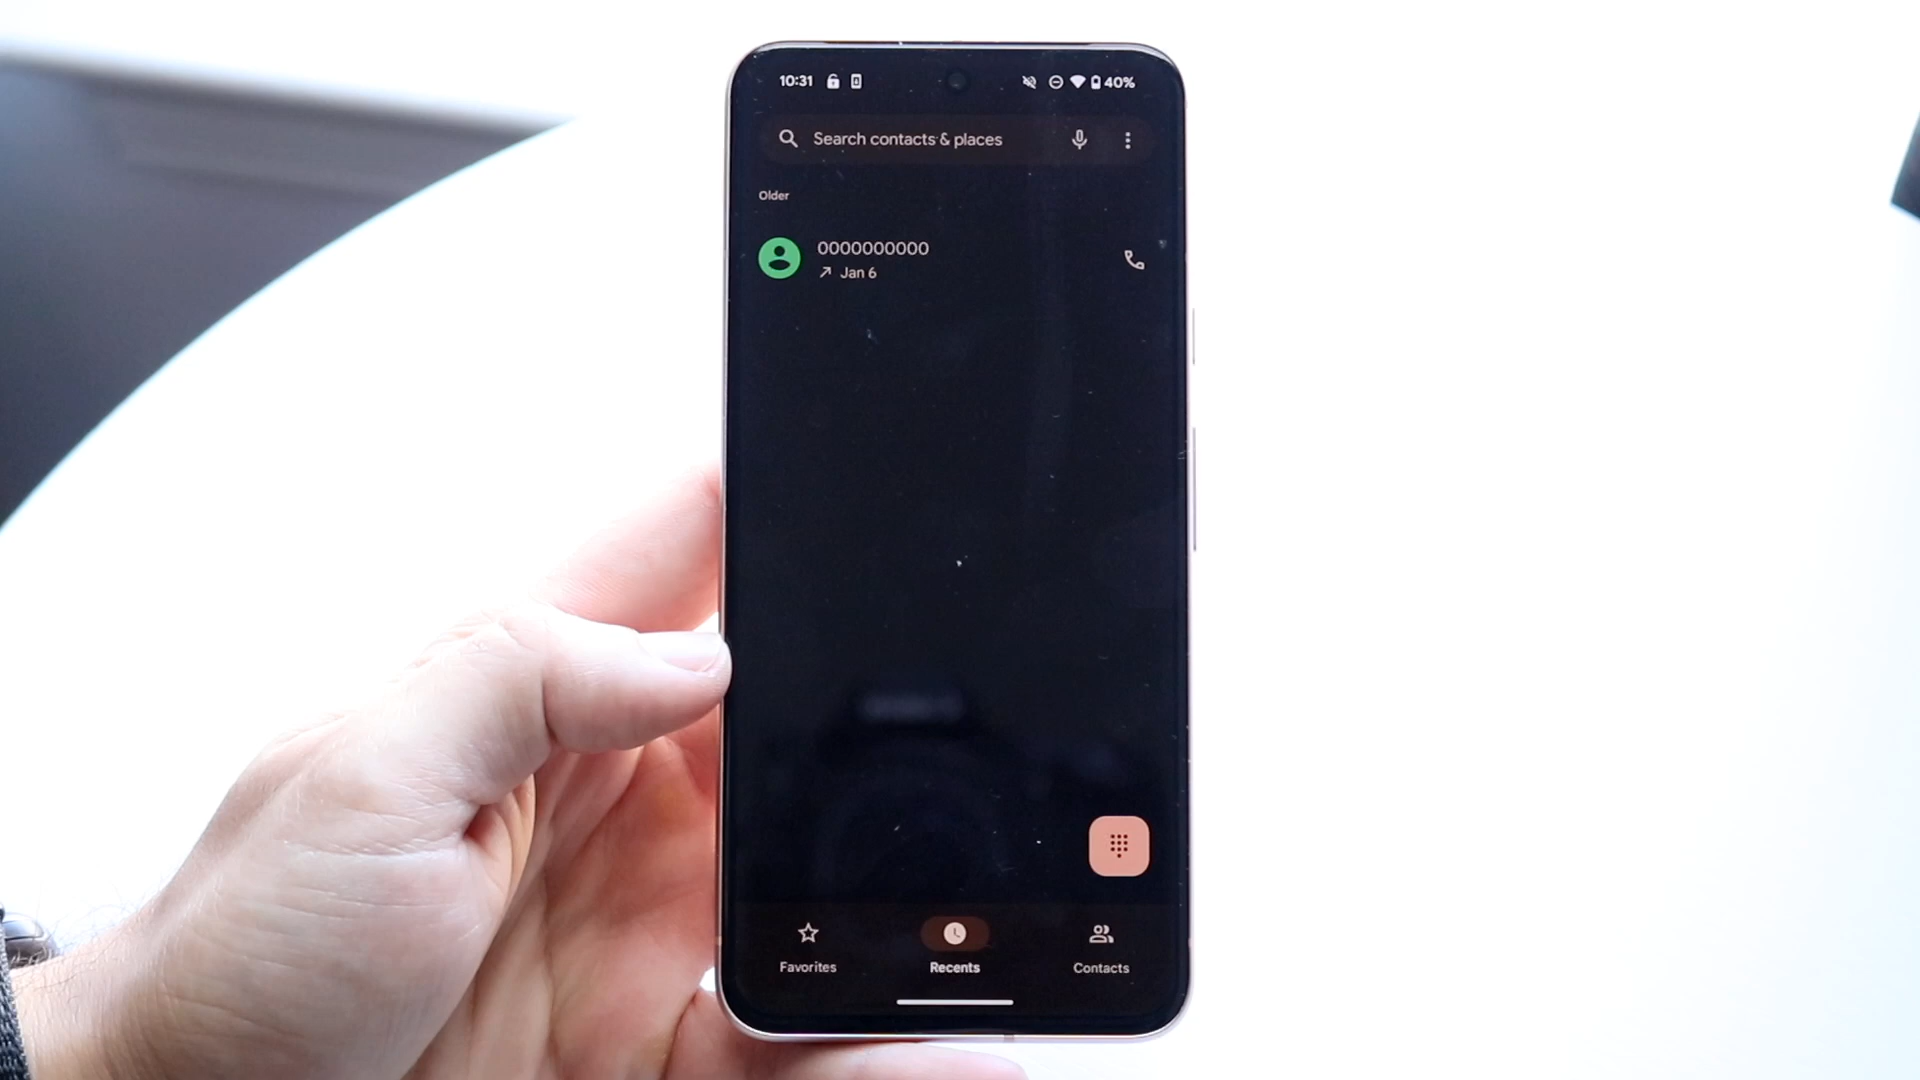 10:31 40%
Search contacts & places
Older
0000000000
Jan 6
Favorites Recents Contacts